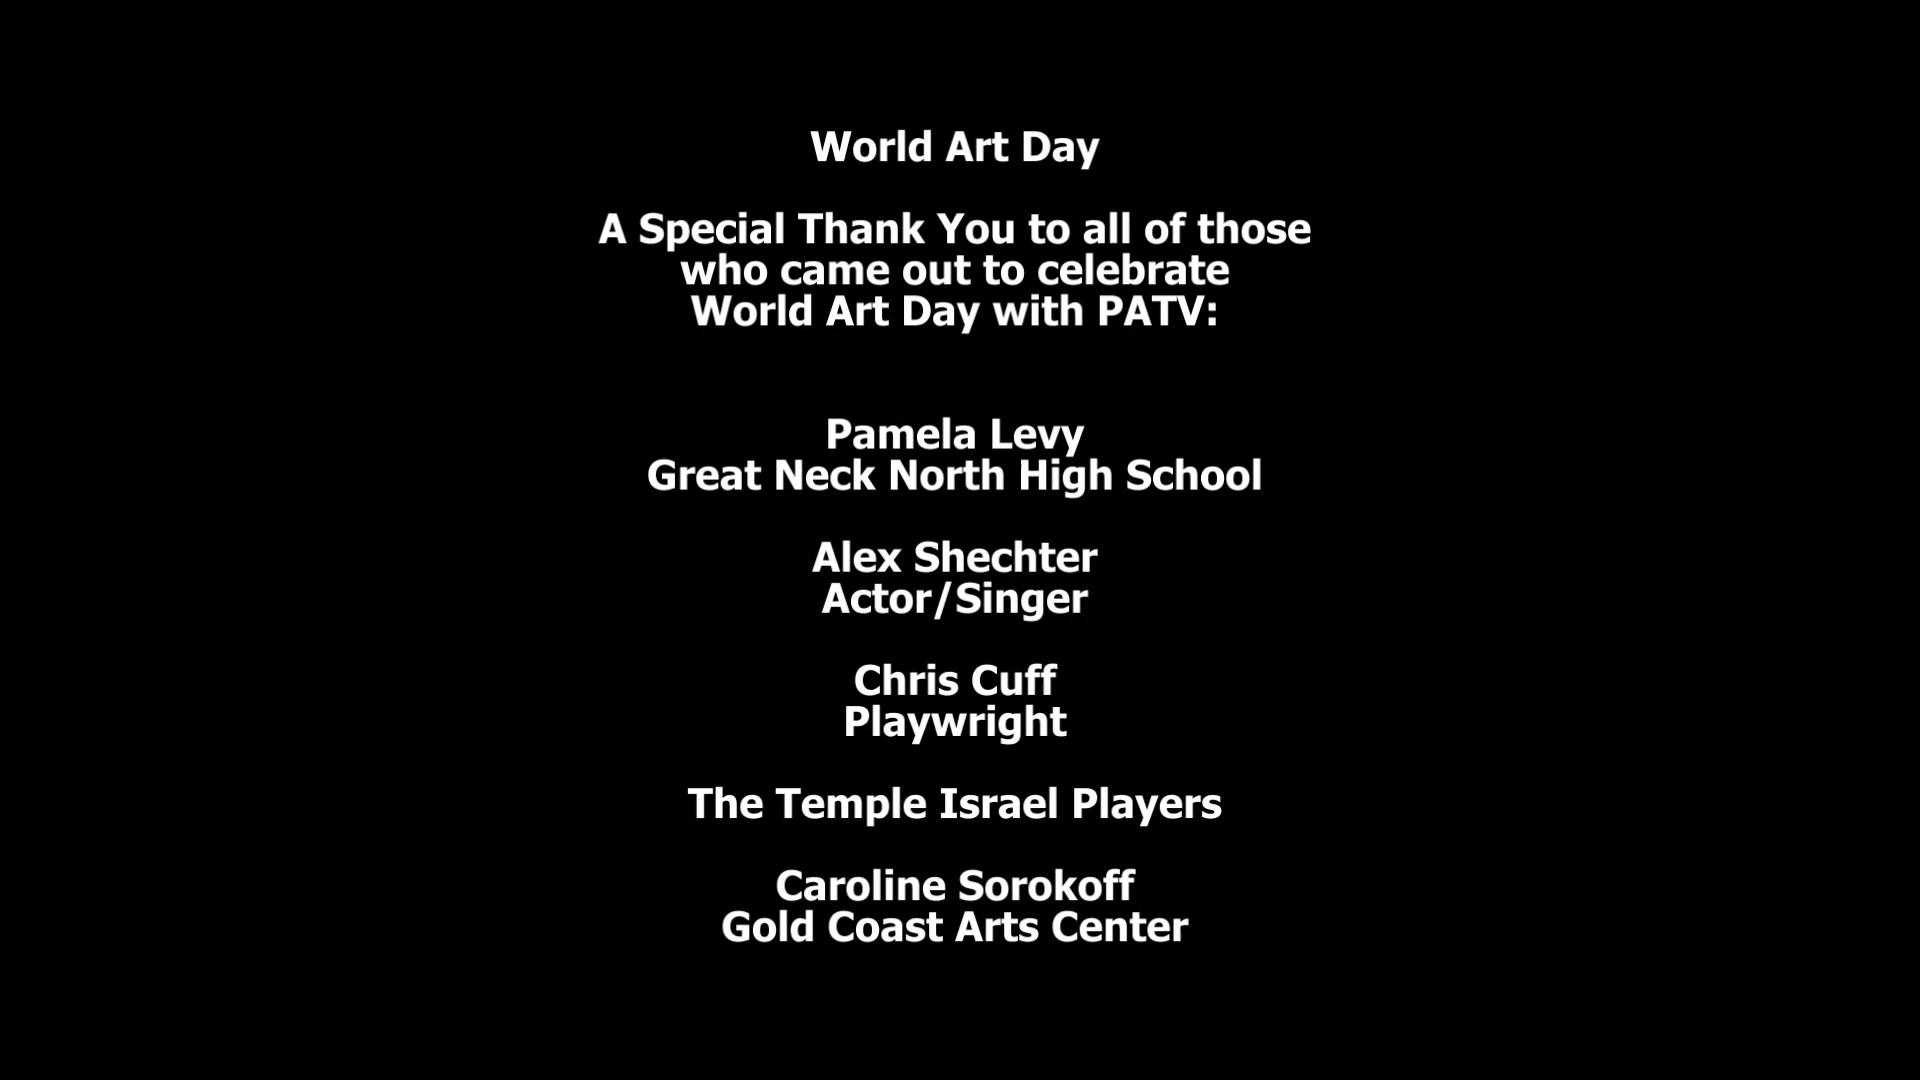 World Art Day
A Special Thank You to all of those
who came out to celebrate
World Art Day with PATV:
Pamela Levy
Great Neck North High School
Alex Shechter
Actor/Singer
Chris Cuff
Playwright
The Temple Israel Players
Caroline Sorokoff
Gold Coast Arts Center